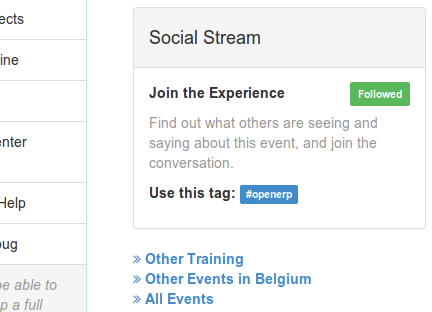 ects
ine
enter
Help
oug
be able to
p a full
Social Stream
Join the Experience
Followed
Find out what others are seeing and
saying about this event, and join the
conversation.
Use this tag: #openerp
» Other Training
» Other Events in Belgium
» All Events